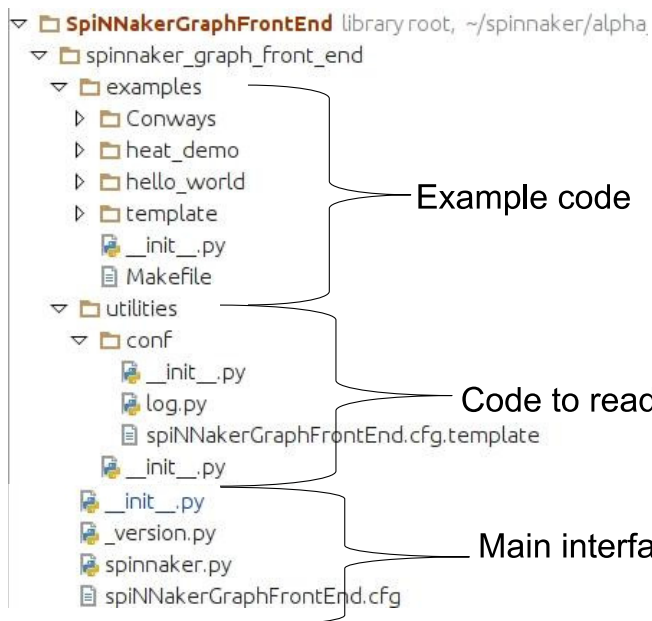 SpiNNakerGraphFrontEnd library root, ~/spinnaker/alpha_
spinnaker_graph_front_end
examples
Conways
heat_demo
hello_world
template
Example code
__init__.py
Makefile
utilities
conf
__init__.py
log.py
Code to read
spiNNakerGraphFrontEnd.cfg.template
__init__.py
__init__.py
_version.py
Main interfa
spinnaker.py
spiNNakerGraphFrontEnd.cfg